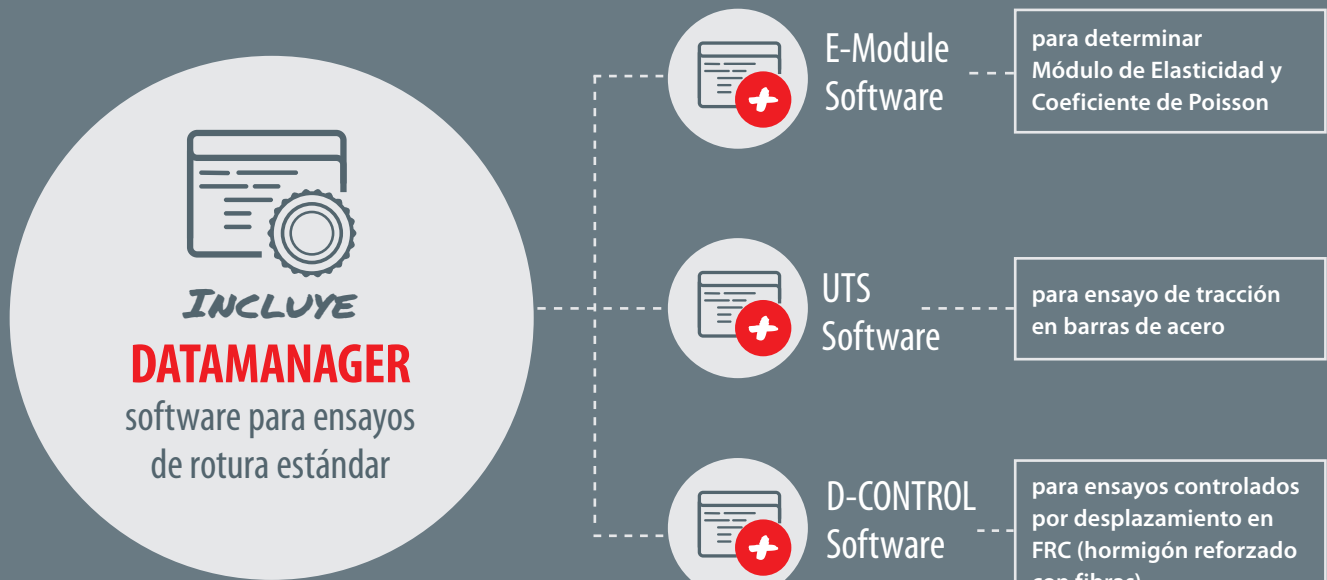 INCLUYE
DATAMANAGER
software para ensayos
de rotura estándar
E-Module
Software
para determinar
Módulo de Elasticidad y
Coeficiente de Poisson
UTS
Software
para ensayo de tracción
en barras de acero
D-CONTROL
Software
para ensayos controlados
por desplazamiento en
FRC (hormigón reforzado
con fibras)